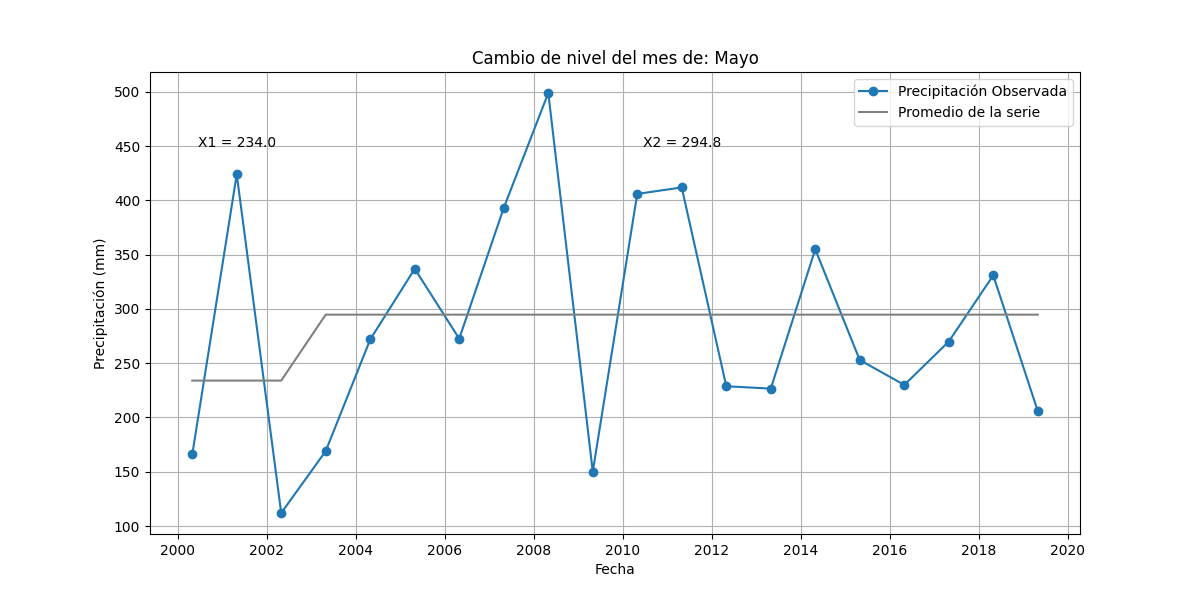 Cambio de nivel del mes de: Mayo
Precipitación Observada
Promedio de la serie
X1 = 234.0
X2 = 294.8
Precipitación (mm)
500
450
400
350
300
250
200
150
100
2000 2002 2004 2006 2008 2010 2012 2014 2016 2018 2020
Fecha